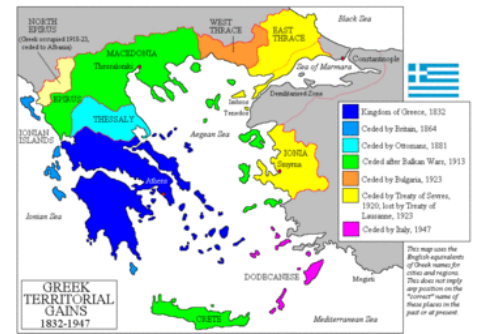 NORTH
EPIRUS
(Greek occupied 1918-23,
ceded to Albania)
WEST
THRACE
EAST
THRACE
Black Sea
MACEDONIA
Thessaloniki
Constantinople
Sea of Marmara
Demilitarised Zone
Imbros
Tenedos
EPIRUS
THESSALY
IONIAN
ISLANDS
Aegean Sea
IONIA
Smyrna
Athens
Ionian Sea
DODECANESE
CRETE
Mediterranean Sea
Kingdom of Greece, 1832
Ceded by Britain, 1864
Ceded by Ottomans, 1881
Ceded after Balkan Wars, 1913
Ceded by Bulgaria, 1923
Ceded by Treaty of Sevres,
1920, lost by Treaty of
Lausanne, 1923
Ceded by Italy, 1947
This map uses the
English equivalents
of Greek names for
cities and regions.
This does not imply
any position on the
"correct" name of
these places in the
past or at present
GREEK
TERRITORIAL
GAINS
1832-1947